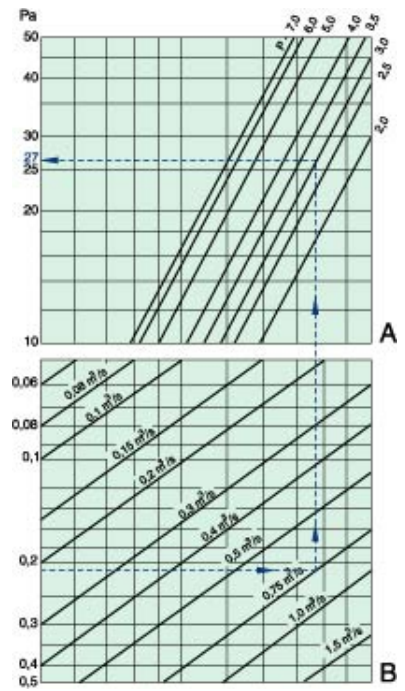 Pa
50
40
30
27
25
20
10
P
7,0
6,0
5,0
4,0
3,5
3,0
2,5
2,0
A
0,06
0,08
0,1
0,2
0,3
0,4
0,5
0,08 m³/s
0,1 m³/s
0,15 m³/s
0,2 m³/s
0,3 m³/s
0,4 m³/s
0,5 m³/s
0,75 m³/s
1,0 m³/s
1,5 m³/s
B